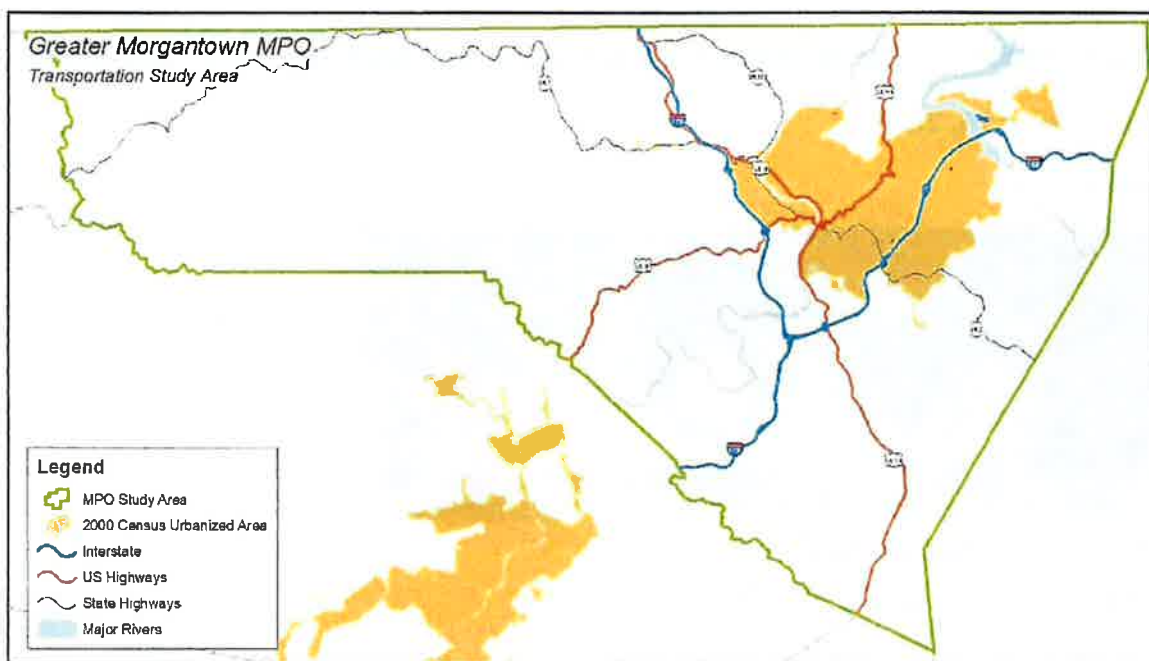 Greater Morgantown MPO
Transportation Study Area
Legend
MPO Study Area
2000 Census Urbanized Area
Interstate
US Highways
State Highways
Major Rivers